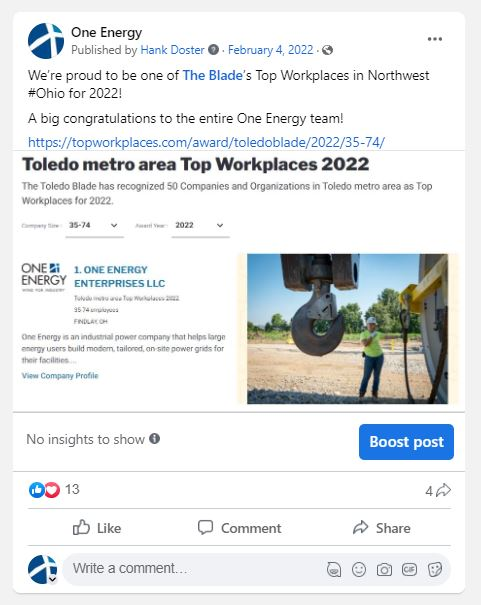 One Energy
Published by Hank Doster · February 4, 2022 ·
We're proud to be one of The Blade's Top Workplaces in Northwest
#Ohio for 2022!
A big congratulations to the entire One Energy team!
https://topworkplaces.com/award/toledoblade/2022/35-74/
Toledo metro area Top Workplaces 2022
The Toledo Blade has recognized 50 Companies and Organizations in Toledo metro area as Top
Workplaces for 2022.
Company Size: 35-74 Award Year: 2022
ONE
ENERGY
WIND FOR INDUSTRY
1. ONE ENERGY
ENTERPRISES LLC
Toledo metro area Top Workplaces 2022
35-74 employees
FINDLAY, OH
One Energy is an industrial power company that helps large
energy users build modern, tailored, on-site power grids for
their facilities....
View Company Profile
No insights to show
Boost post
13
4
Like Comment Share
Write a comment...
GIF